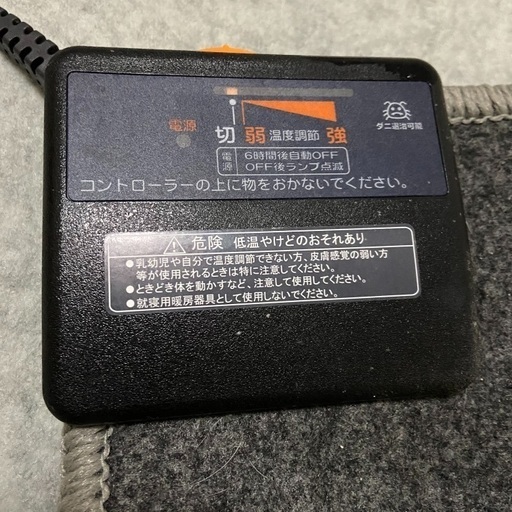 電源
切 弱 温度調節 強
ダニ退治可能
電源 6時間後自動OFF
OFF後ランプ点滅
コントローラーの上に物をおかないでください。
危険 低温やけどのおそれあり
●乳幼児や自分で温度調節できない方、皮膚感覚の弱い方
等が使用されるときは特に注意してください。
●ときどき体を動かすなど、注意して使用してください。
●就寝用暖房器具として使用しないでください。